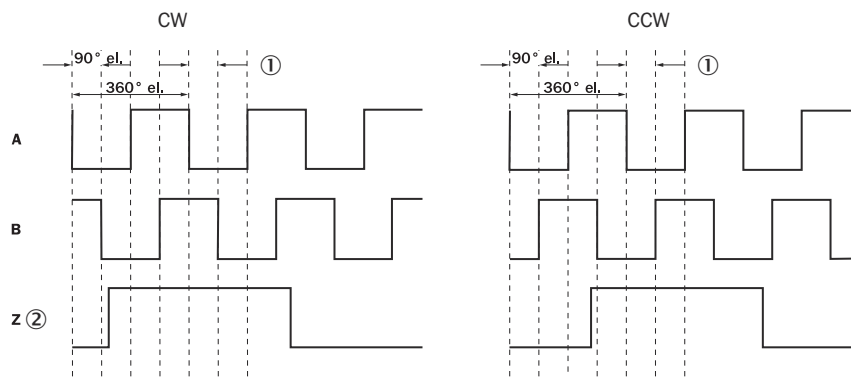 CW CCW
90° el. ① 90° el. ①
360° el. 360° el.
A
B
Z ②